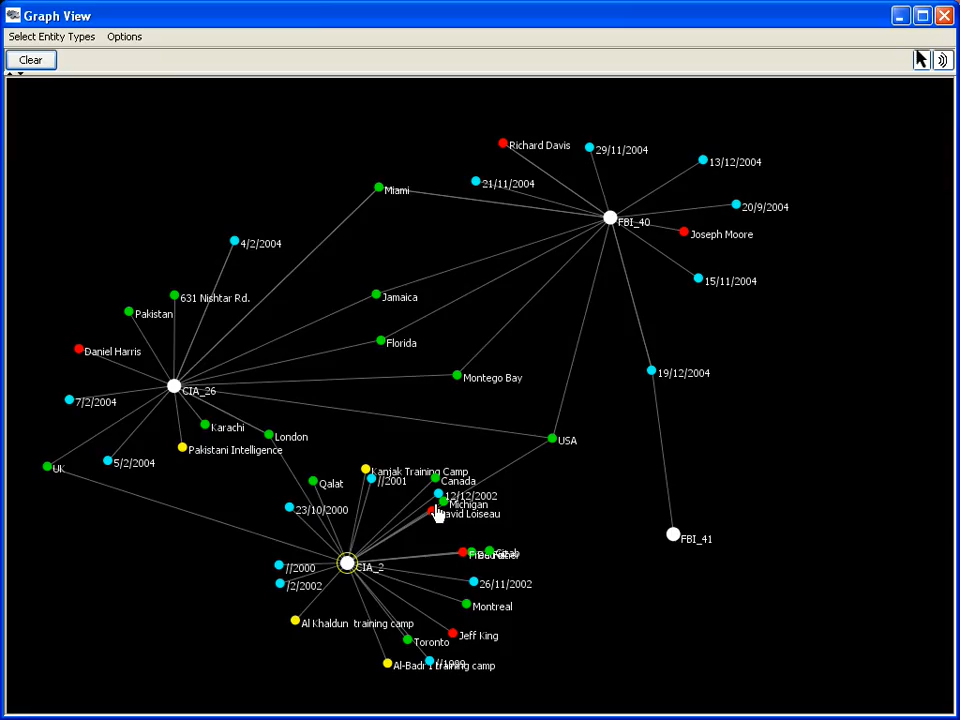 Graph View
Select Entity Types Options
Clear
Richard Davis
29/11/2004
13/12/2004
21/11/2004
Miami
20/9/2004
FBI_40
Joseph Moore
4/2/2004
15/11/2004
631 Nishtar Rd.
Jamaica
Pakistan
Florida
Daniel Harris
19/12/2004
Montego Bay
CIA_26
7/2/2004
Karachi
London
USA
Pakistani Intelligence
5/2/2004
UK
Kanjak Training Camp
Canada
//2001
Qalat
12/12/2002
Michigan
David Loiseau
23/10/2000
FBI_41
CIA_2
//2000
26/11/2002
/2/2002
Montreal
Al Khaldun training camp
Jeff King
Toronto
Al-Badr 1 training camp